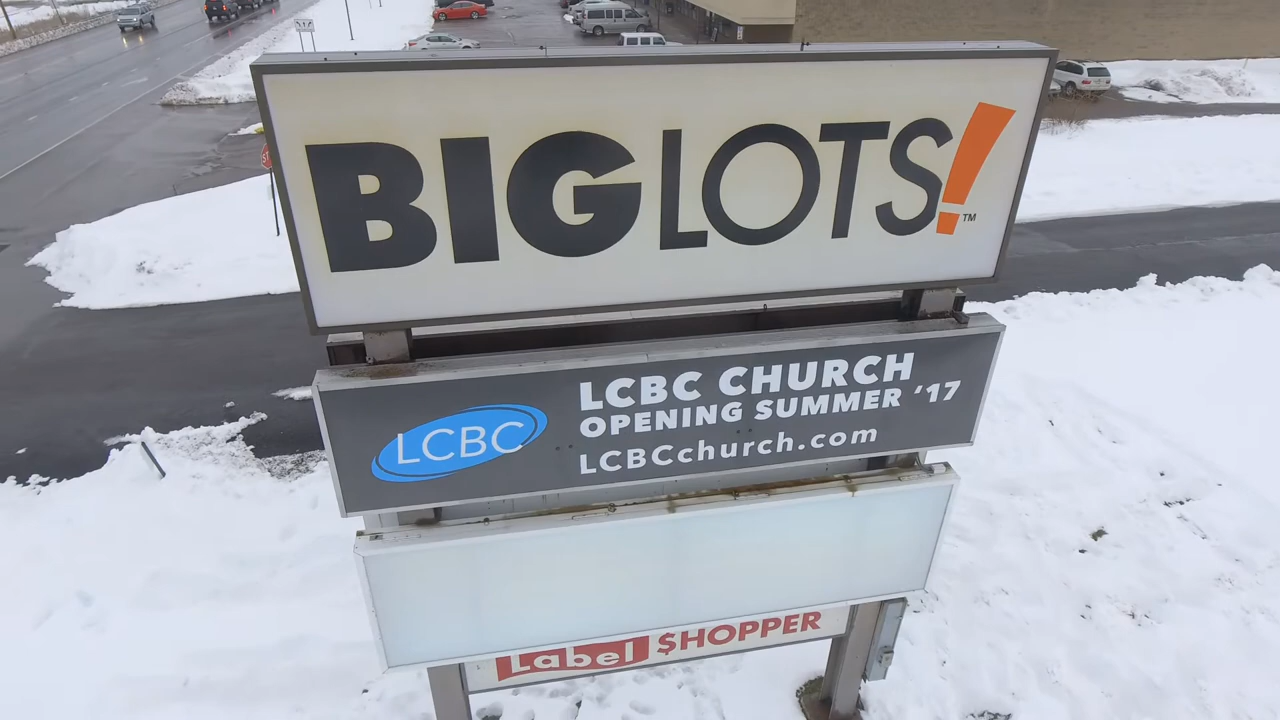 BIGLOTS!™
LCBC
LCBC CHURCH
OPENING SUMMER '17
LCBCchurch.com
Label $HOPPER